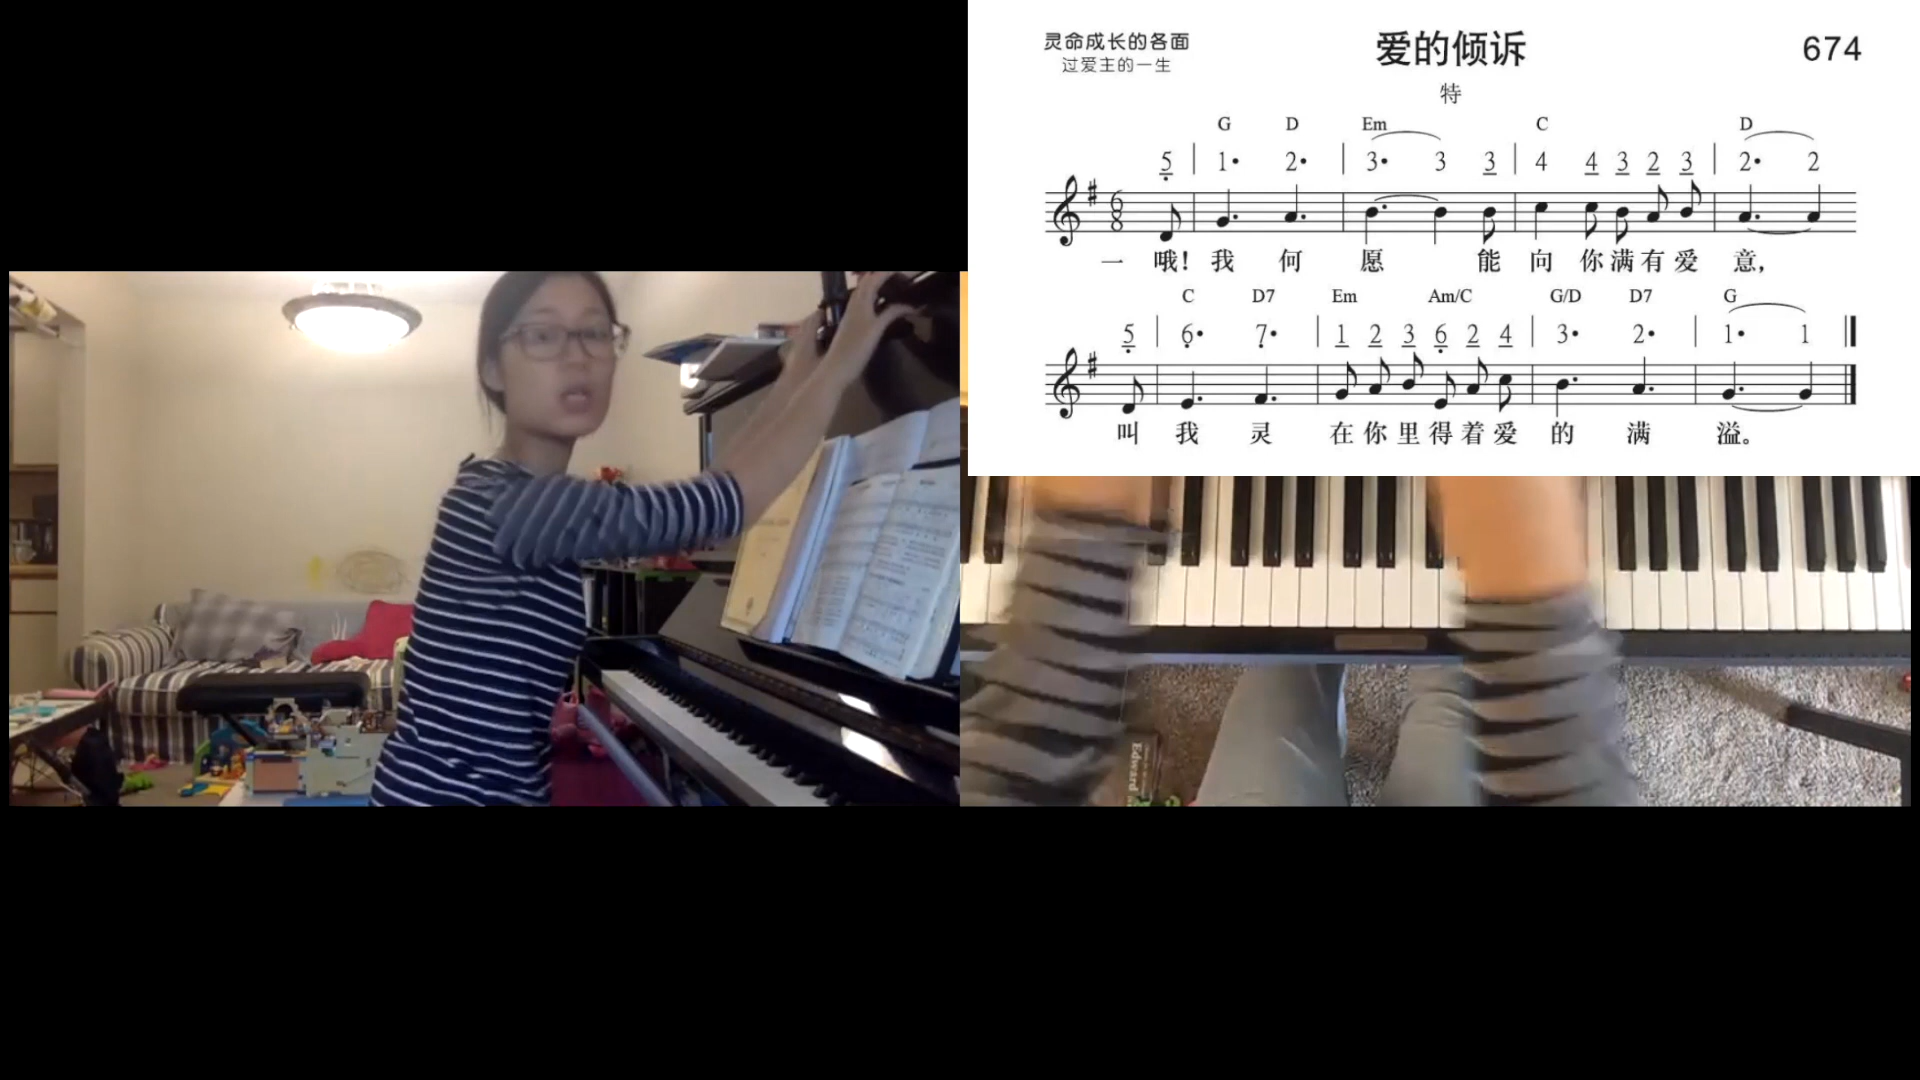 灵命成长的各面
爱的倾诉
674
过爱主的一生
特
G D Em C D
5 | 1• 2• | 3• 3 3 | 4 4 3 2 3 | 2• 2
6
8
一 哦! 我 何 愿 能 向 你 满 有 爱 意,
C D7 Em Am/C G/D D7 G
5 | 6• 7• | 1 2 3 6 2 4 | 3• 2• | 1• 1
叫 我 灵 在 你 里 得 着 爱 的 满 溢。
Edward